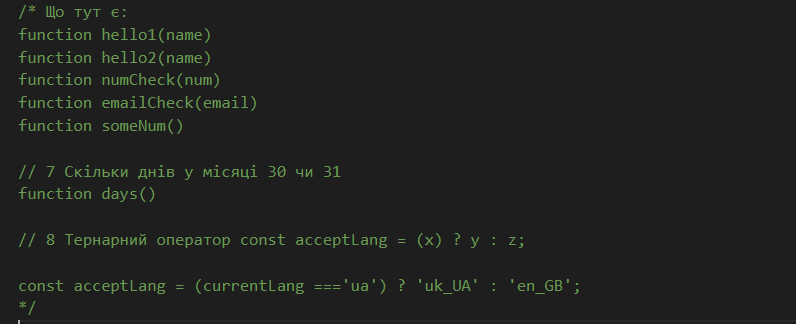 /* Що тут є:
function hello1(name)
function hello2(name)
function numCheck(num)
function emailCheck(email)
function someNum()
// 7 Скільки днів у місяці 30 чи 31
function days()
// 8 Тернарний оператор const acceptLang = (x) ? y : z;
const acceptLang = (currentLang ==='ua') ? 'uk_UA' : 'en_GB';
*/